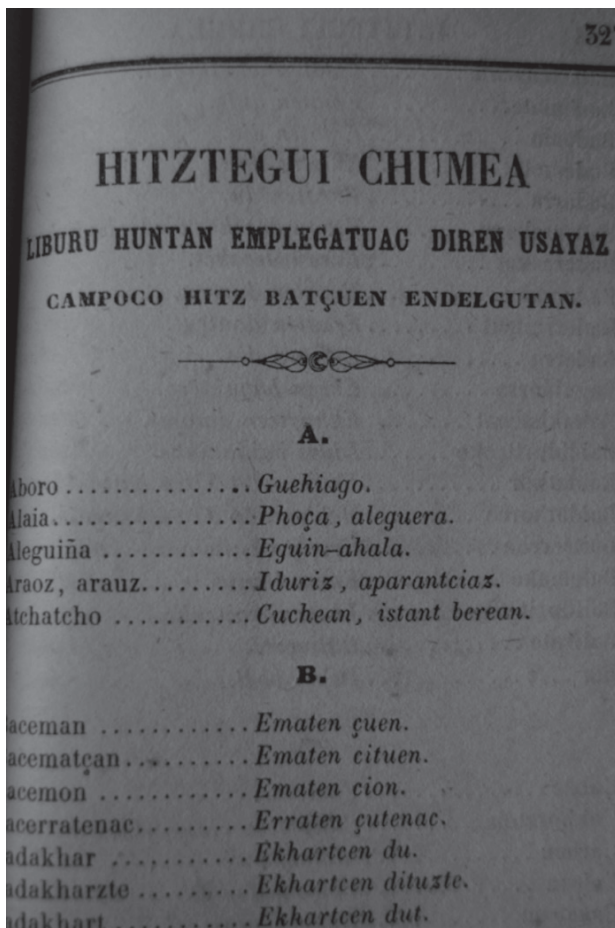 32
HITZTEGUI CHUMEA
LIBURU HUNTAN EMPLEGATUAC DIREN USAYAZ
CAMPOCO HITZ BATÇUEN ENDELGUTAN.
A.
Aboro ............... Guehiago.
Alaia................ Phoça, aleguera.
Aleguiña ............ Eguin-ahala.
Araoz, arauz......... Iduriz, aparantciaz.
Atchatcho ........... Cuchean, istant berean.
B.
aceman ............ Ematen çuen.
acematçan.......... Ematen cituen.
acemon ............ Ematen cion.
acerratenac........ Erraten çutenac.
adakhar ........... Ekhartcen du.
adakharzte ........ Ekhartcen dituzte.
adakhart .......... Ekhartcen dut.